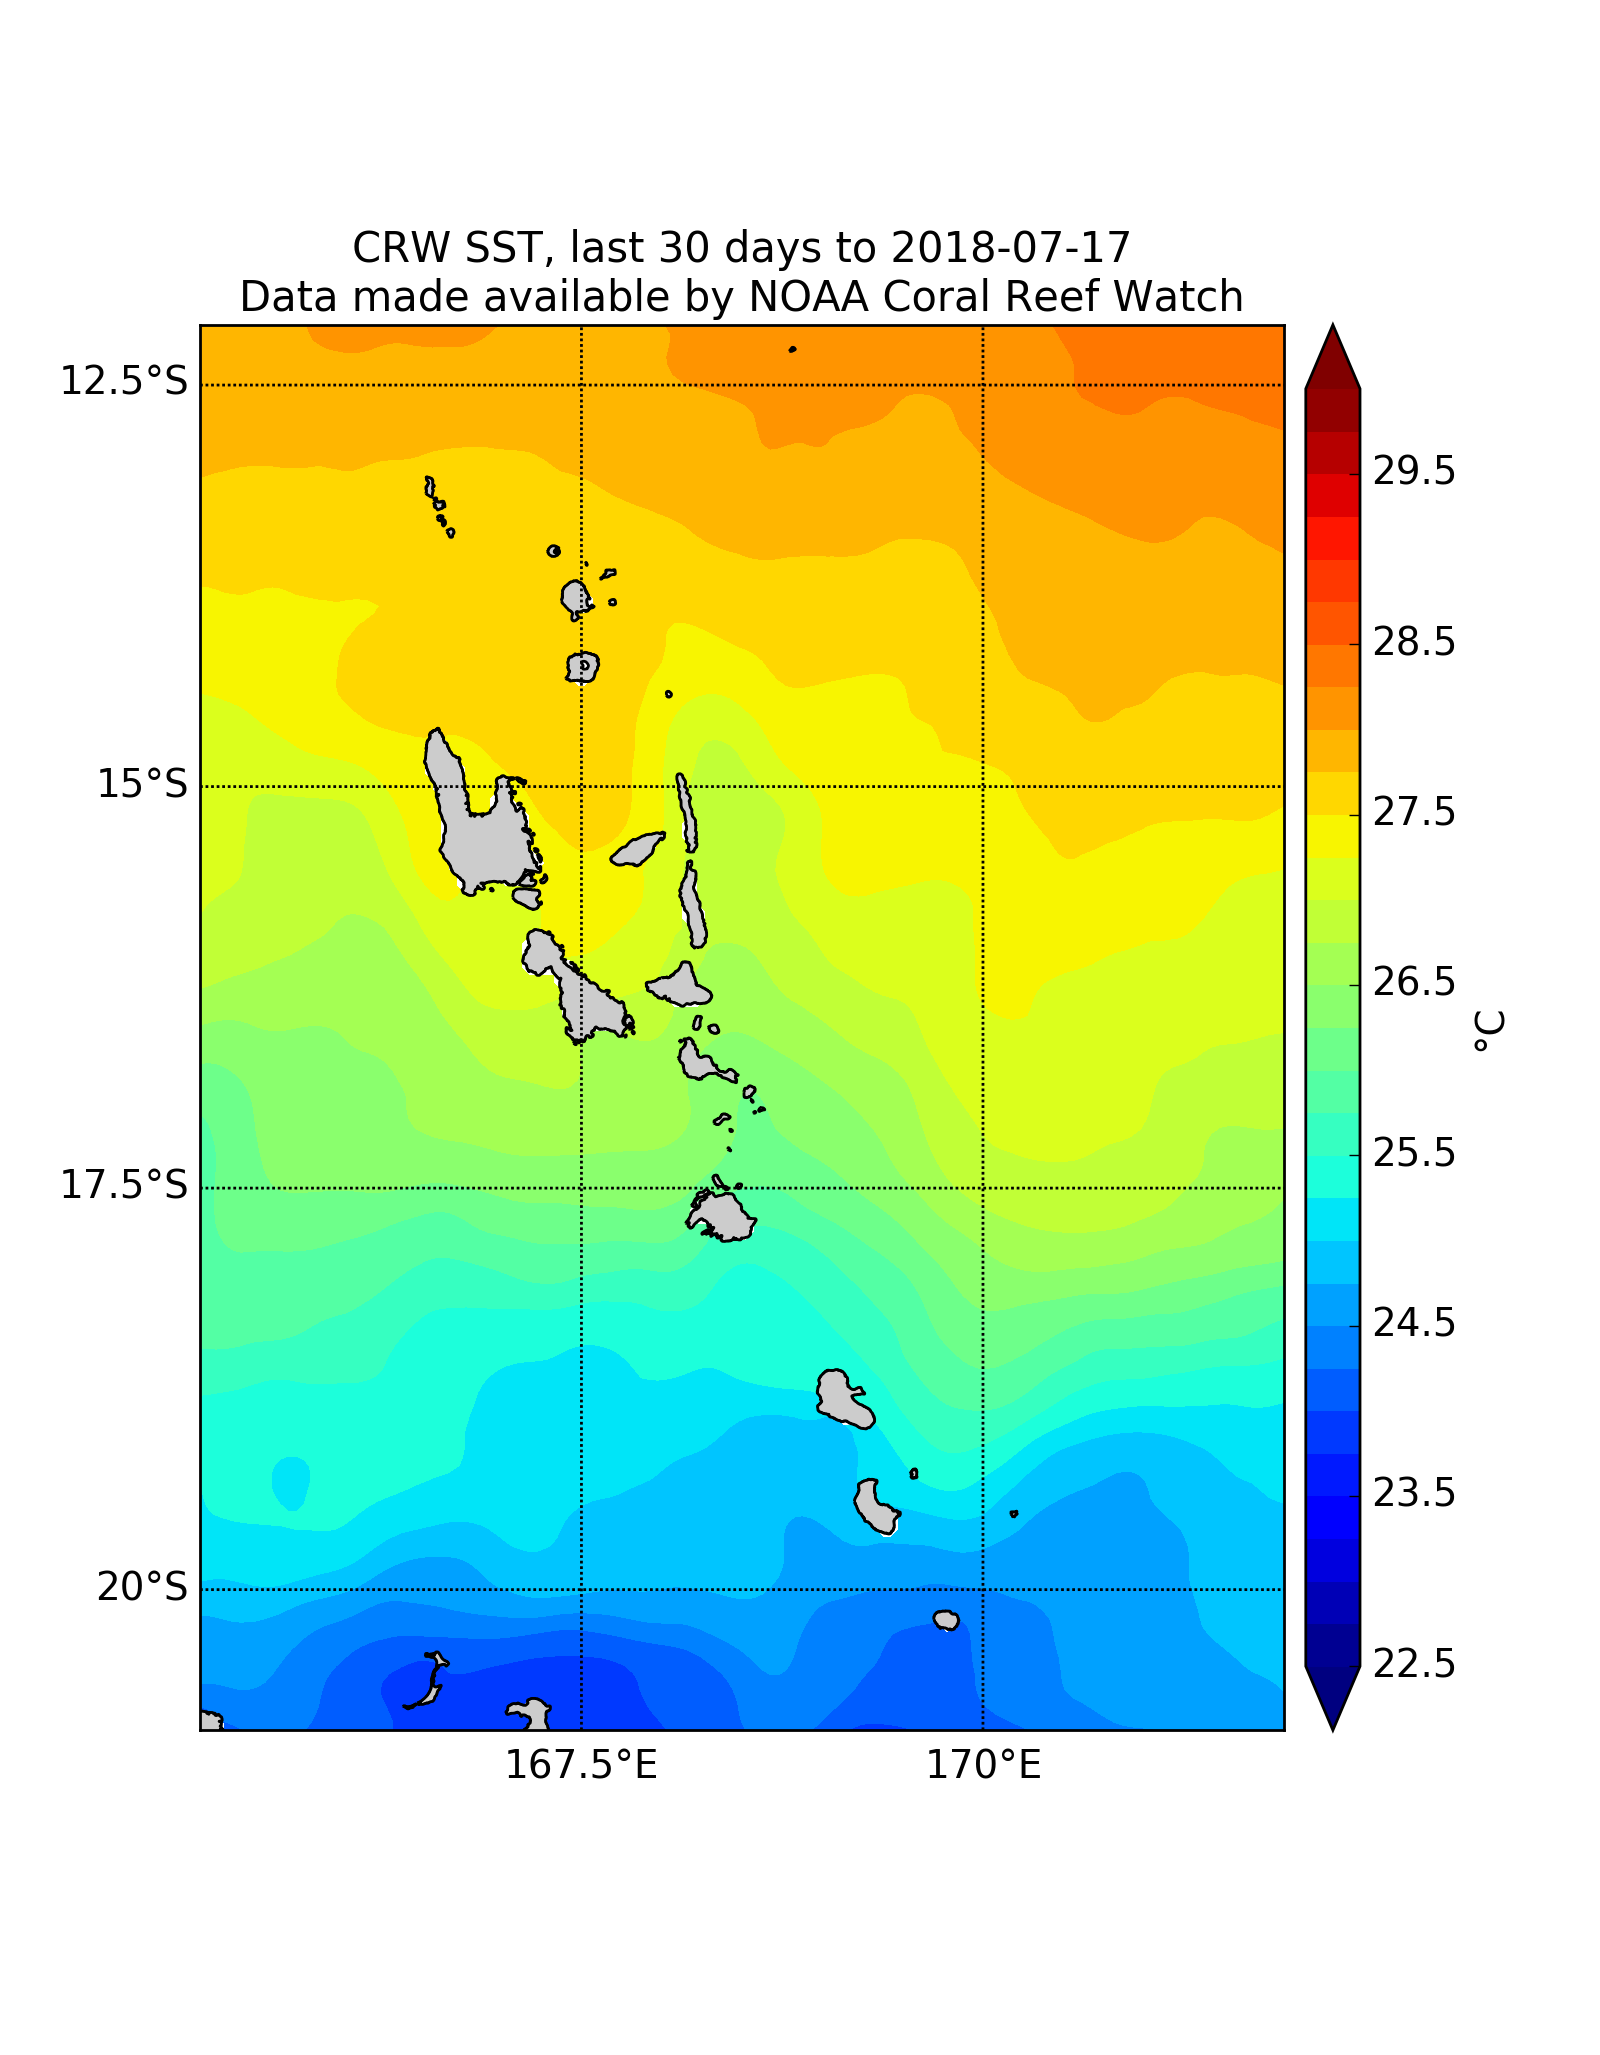 CRW SST, last 30 days to 2018-07-17
Data made available by NOAA Coral Reef Watch
12.5°S
15°S
17.5°S
20°S
167.5°E
170°E
29.5
28.5
27.5
26.5
25.5
24.5
23.5
22.5
°C